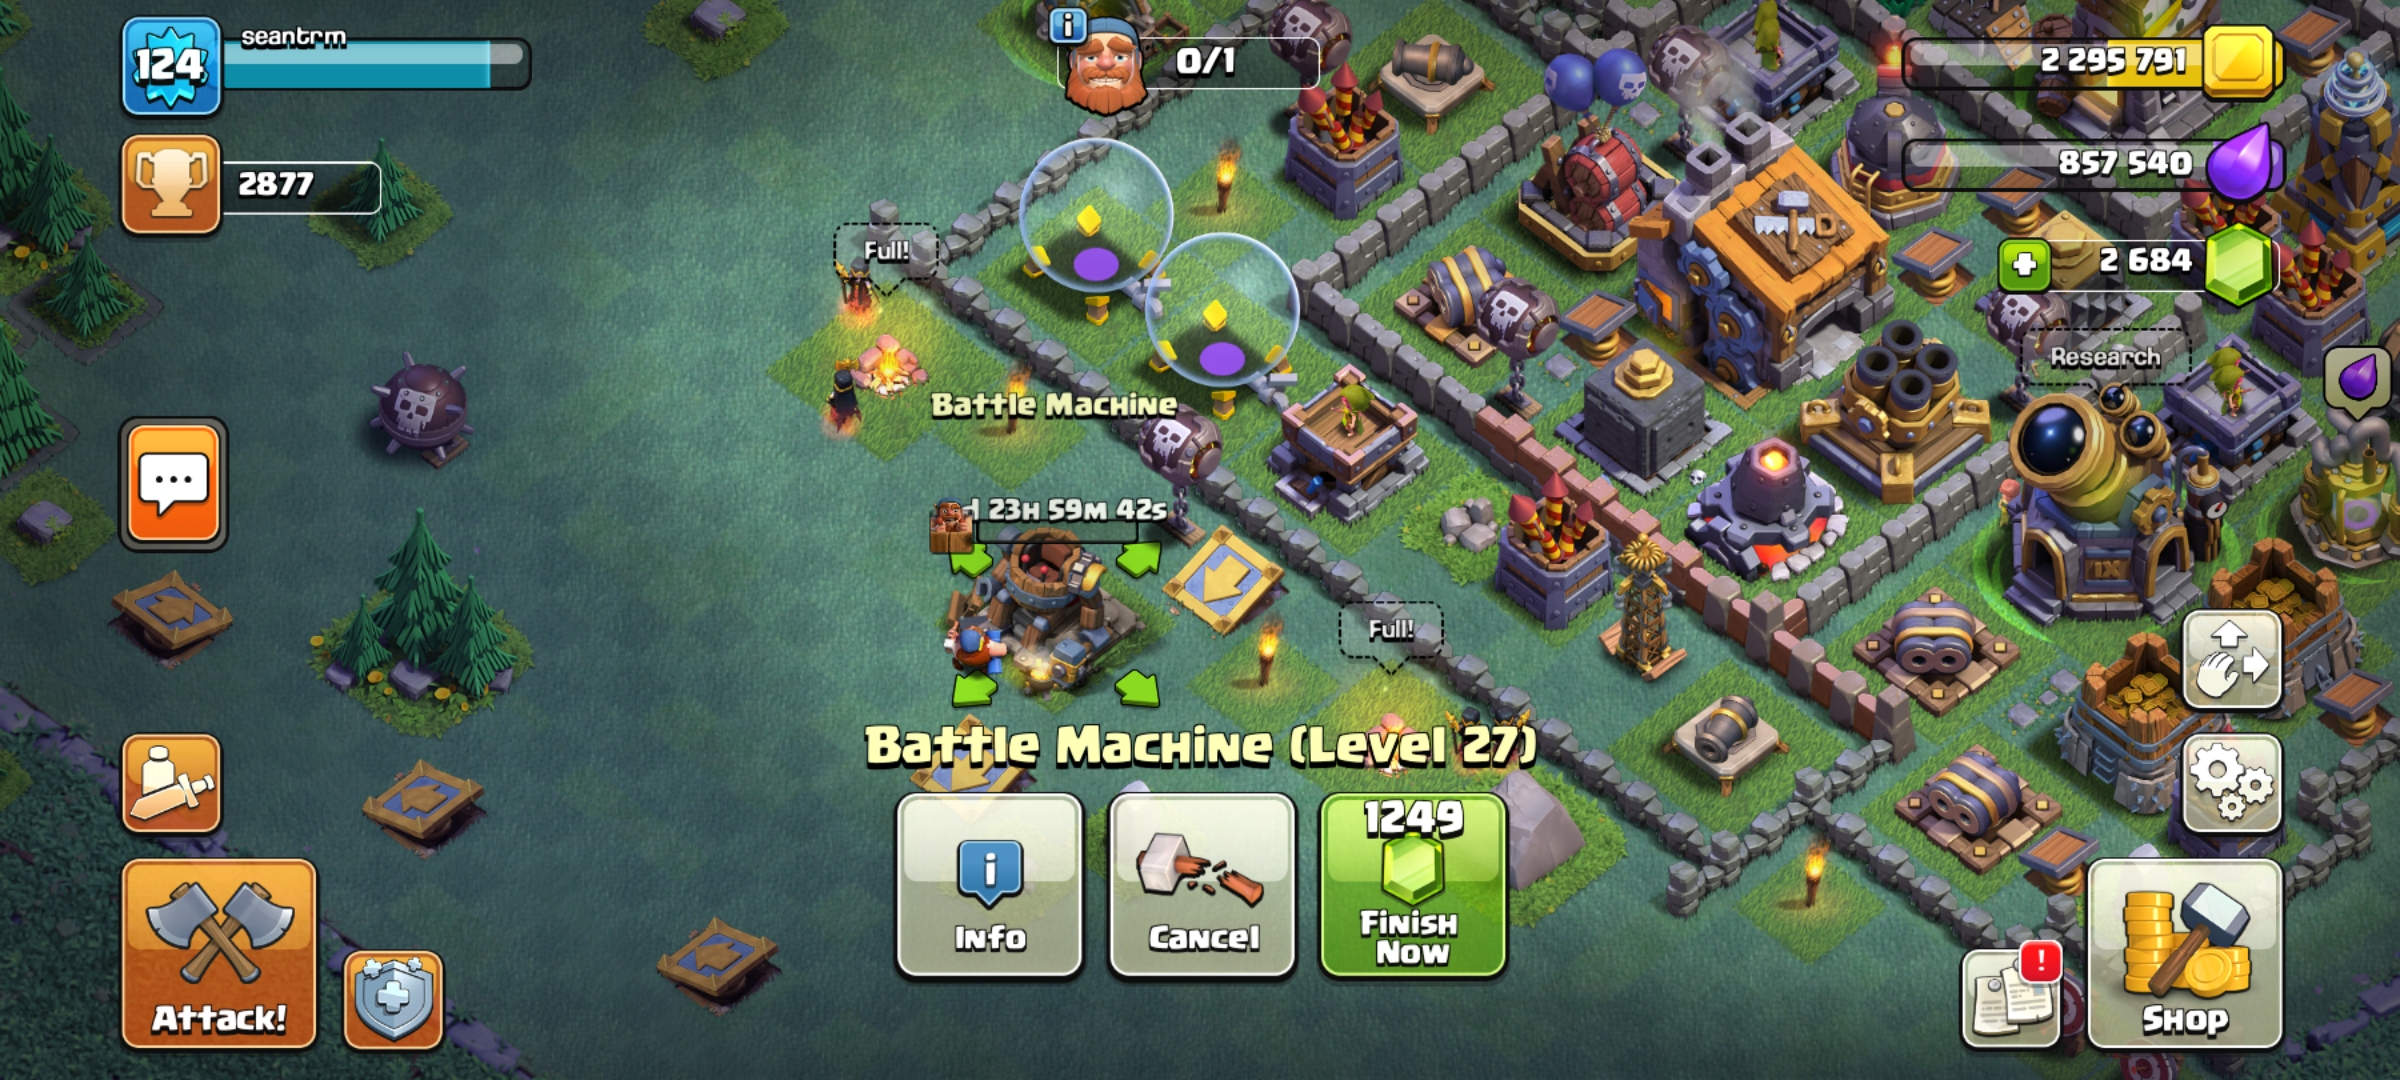 seantrm
124
0/1
2 295 791
2877
857 540
Full!
2 684
Research
Battle Machine
23H 59M 42s
Full!
Battle Machine (Level 27)
IX
1249
Info
Cancel
Finish
Now
Attack!
!
Shop